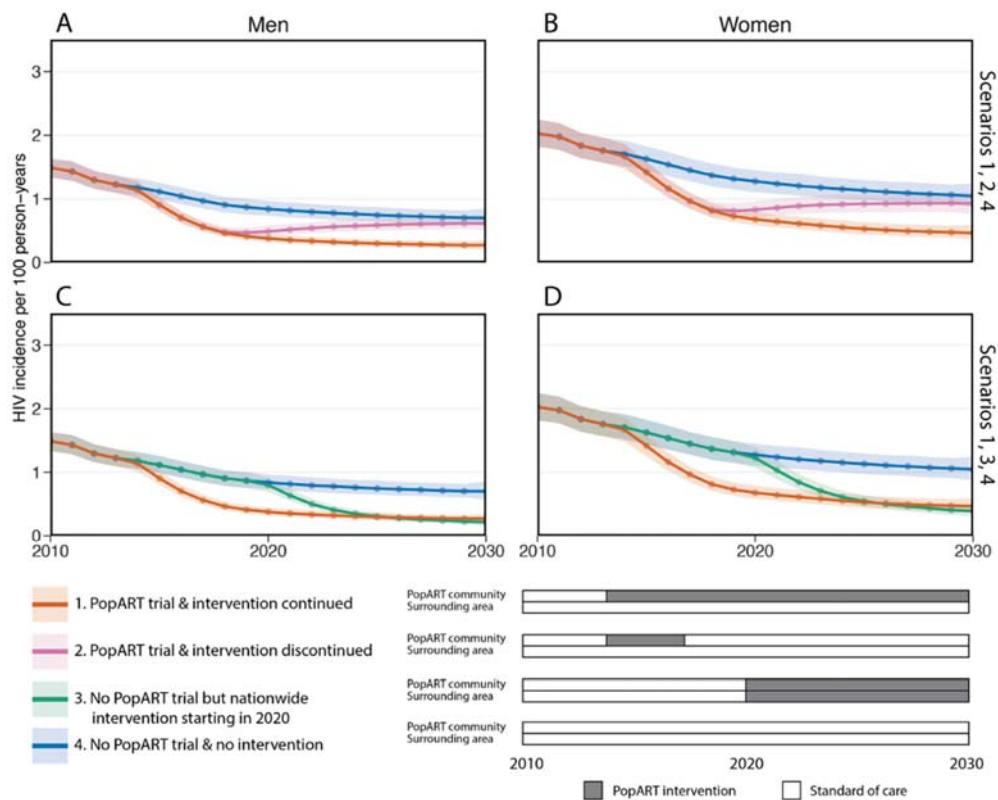 A
Men
B
Women
3
2
1
0
Scenarios 1, 2, 4
HIV incidence per 100 person–years
C
D
3
2
1
0
Scenarios 1, 3, 4
2010
2020
2030
2010
2020
2030
1. PopART trial & intervention continued
2. PopART trial & intervention discontinued
3. No PopART trial but nationwide
intervention starting in 2020
4. No PopART trial & no intervention
PopART community
Surrounding area
PopART community
Surrounding area
PopART community
Surrounding area
PopART community
Surrounding area
2010
2020
2030
PopART intervention
Standard of care